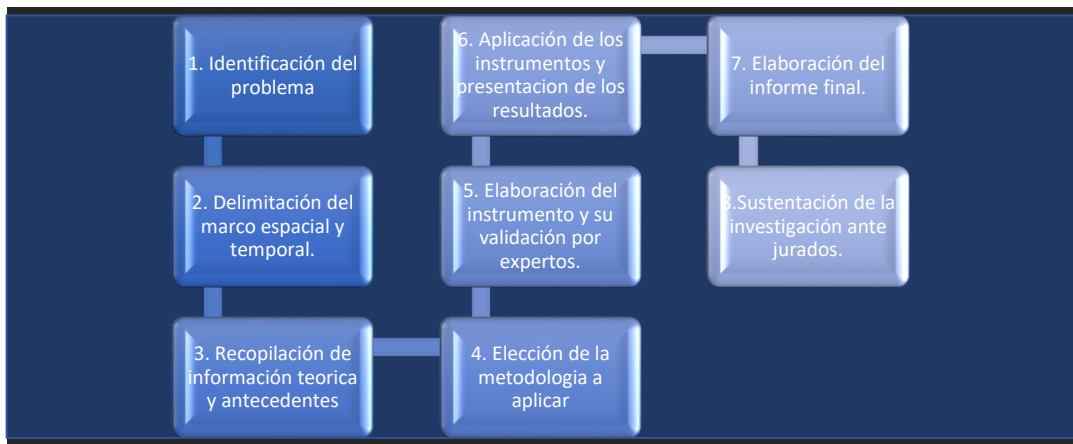 1. Identificación del
problema
2. Delimitación del
marco espacial y
temporal.
3. Recopilación de
información teorica
y antecedentes
4. Elección de la
metodologia a
aplicar
5. Elaboración del
instrumento y su
validación por
expertos.
6. Aplicación de los
instrumentos y
presentacion de los
resultados.
7. Elaboración del
informe final.
8.Sustentación de la
investigación ante
jurados.